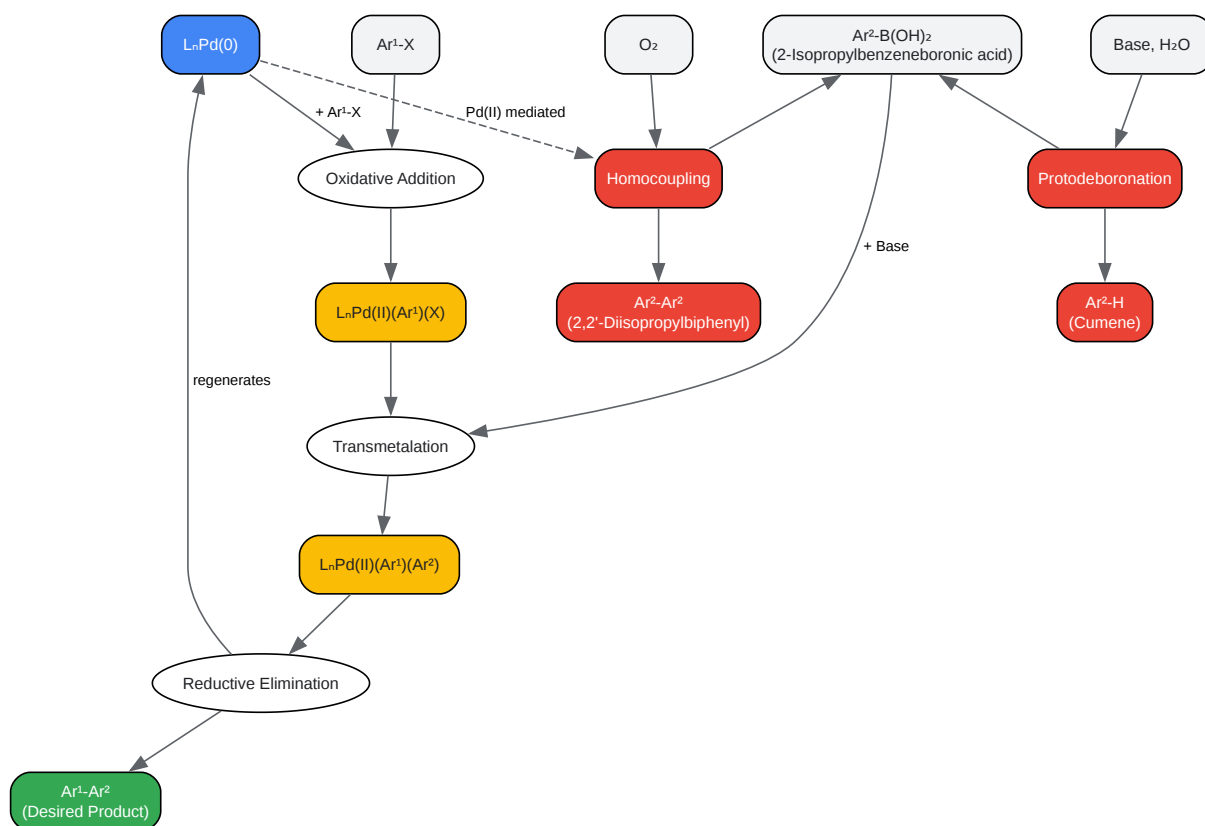 LₙPd(0)
Ar¹-X
O₂
Ar²-B(OH)₂
(2-Isopropylbenzeneboronic acid)
Base, H₂O
+ Ar¹-X
Pd(II) mediated
Oxidative Addition
Homocoupling
Protodeboronation
+ Base
LₙPd(II)(Ar¹)(X)
Ar²-Ar²
(2,2'-Diisopropylbiphenyl)
Ar²-H
(Cumene)
regenerates
Transmetalation
LₙPd(II)(Ar¹)(Ar²)
Reductive Elimination
Ar¹-Ar²
(Desired Product)